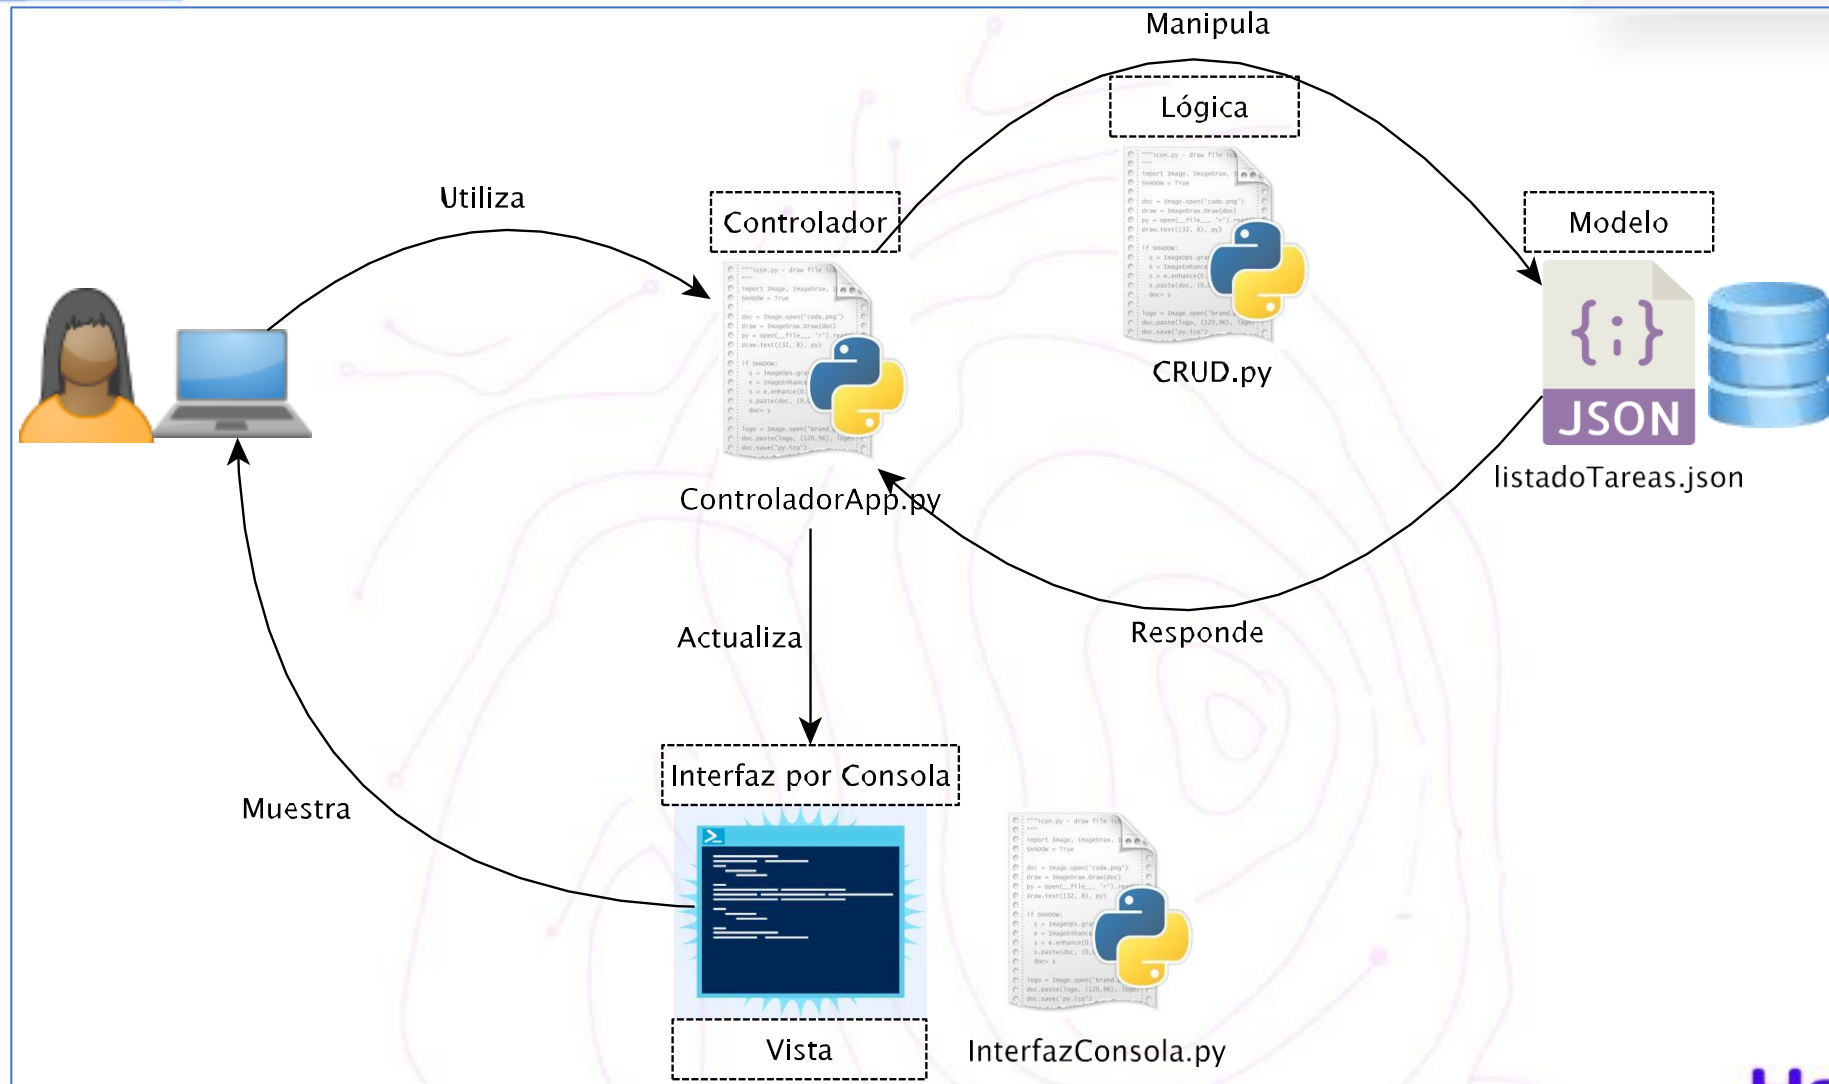 Manipula
Lógica
Utiliza
Controlador
Modelo
CRUD.py
JSON
listadoTareas.json
ControladorApp.py
Responde
Actualiza
Interfaz por Consola
Muestra
Vista
InterfazConsola.py